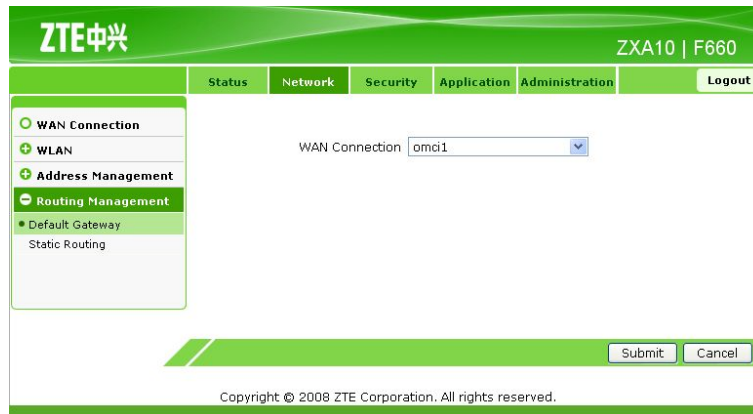 ZTE中兴
ZXA10 | F660
Status Network Security Application Administration Logout
WAN Connection
WLAN
Address Management
Routing Management
Default Gateway
Static Routing
WAN Connection omci1
Submit Cancel
Copyright © 2008 ZTE Corporation. All rights reserved.